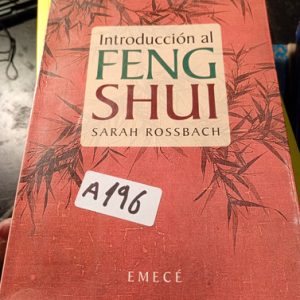 Introducción al
FENG
SHUI
SARAH ROSSBACH
A196
EMECÉ